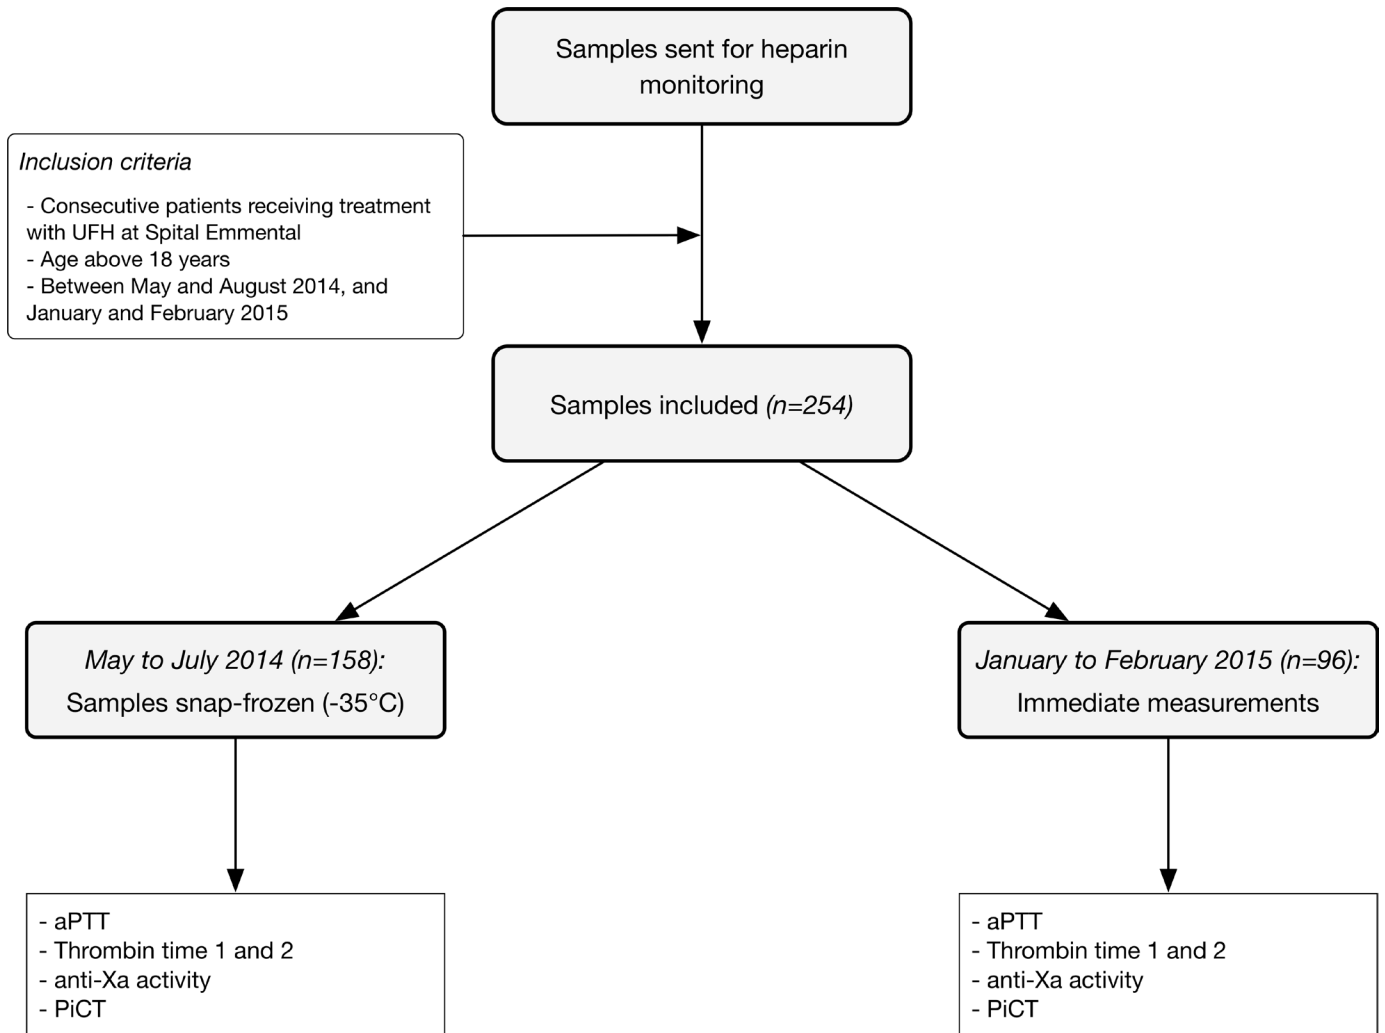 Samples sent for heparin
monitoring
Inclusion criteria
- Consecutive patients receiving treatment
with UFH at Spital Emmental
- Age above 18 years
- Between May and August 2014, and
January and February 2015
Samples included (n=254)
May to July 2014 (n=158):
Samples snap-frozen (-35°C)
January to February 2015 (n=96):
Immediate measurements
- aPTT
- Thrombin time 1 and 2
- anti-Xa activity
- PiCT
- aPTT
- Thrombin time 1 and 2
- anti-Xa activity
- PiCT